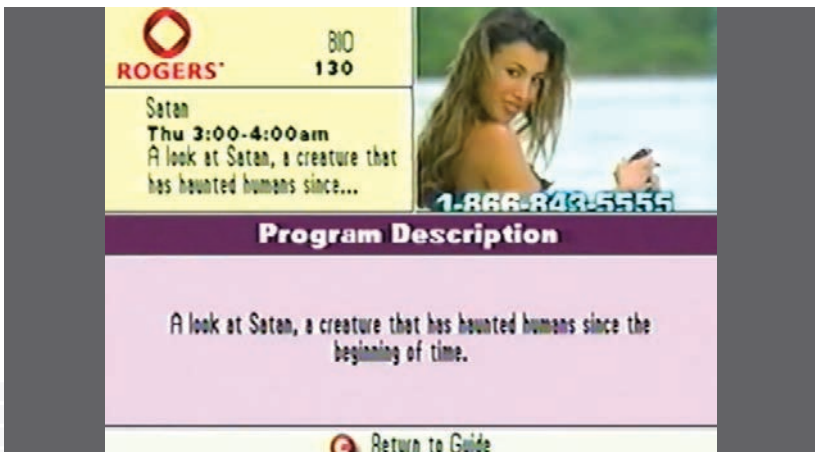 BIO
ROGERS
130
Satan
Thu 3:00-4:00am
A look at Satan, a creature that
has haunted humans since...
1-866-843-5555
Program Description
A look at Satan, a creature that has haunted humans since the
beginning of time.
C Return to Guide